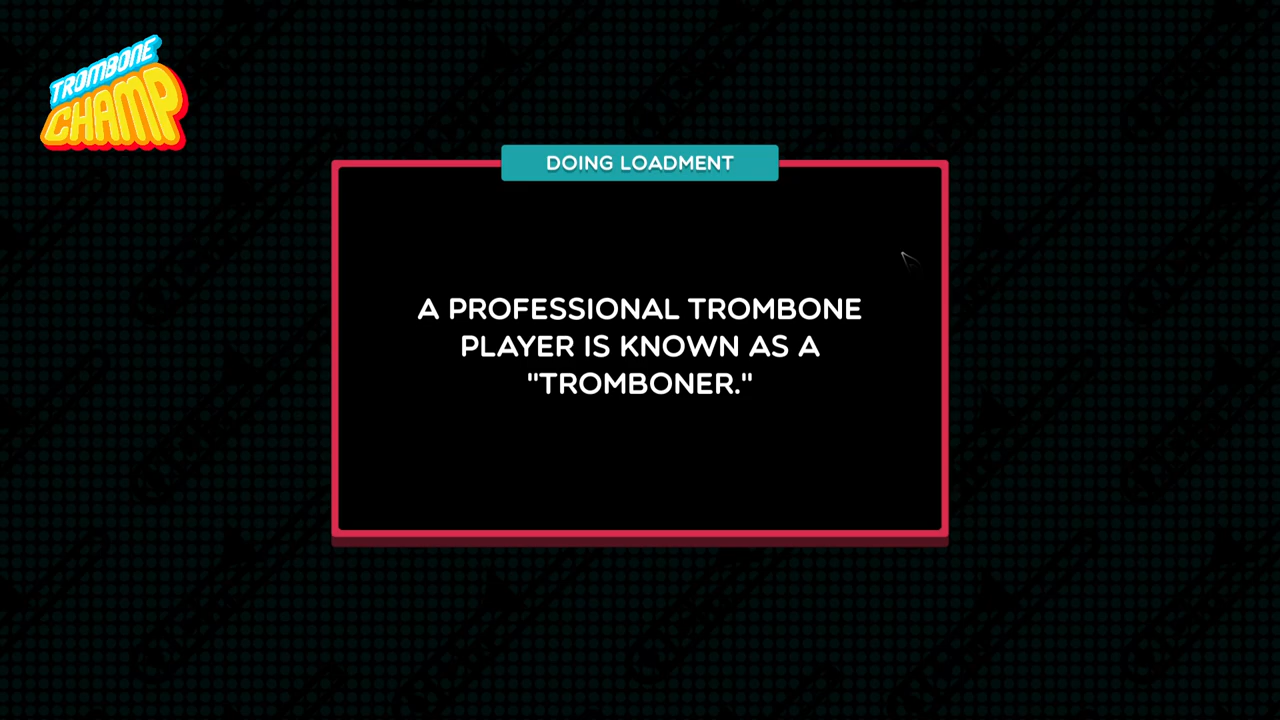 TROMBONE
CHAMP
DOING LOADMENT
A PROFESSIONAL TROMBONE
PLAYER IS KNOWN AS A
"TROMBONER."